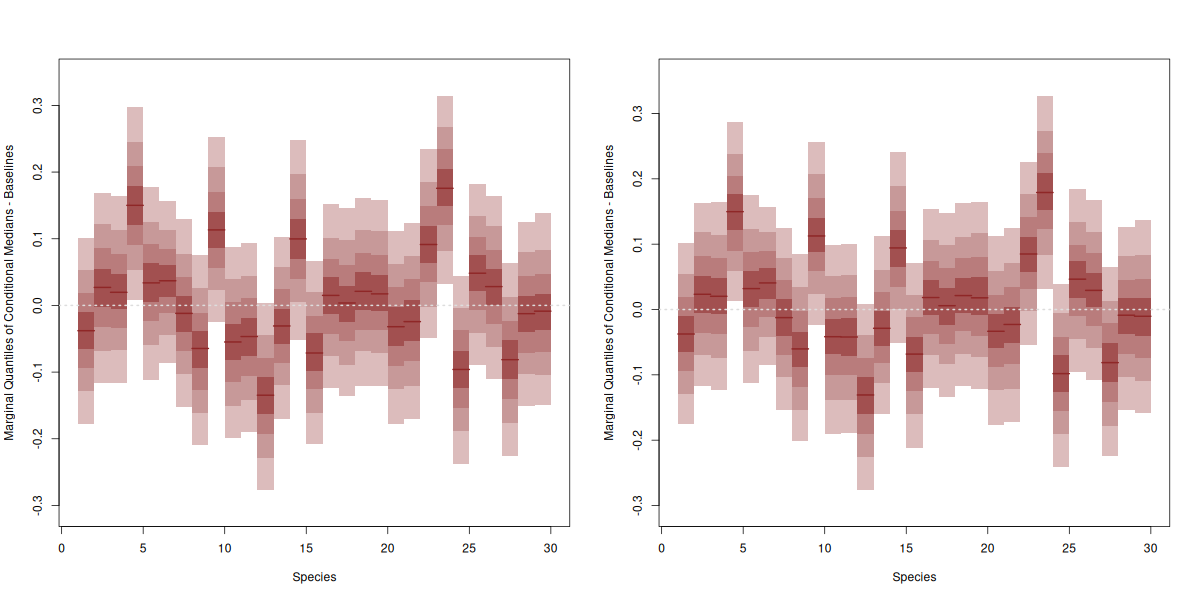 Marginal Quantiles of Conditional Medians - Baselines
0.3
0.2
0.1
0.0
-0.1
-0.2
-0.3
0 5 10 15 20 25 30
Species
Marginal Quantiles of Conditional Medians - Baselines
0.3
0.2
0.1
0.0
-0.1
-0.2
-0.3
0 5 10 15 20 25 30
Species